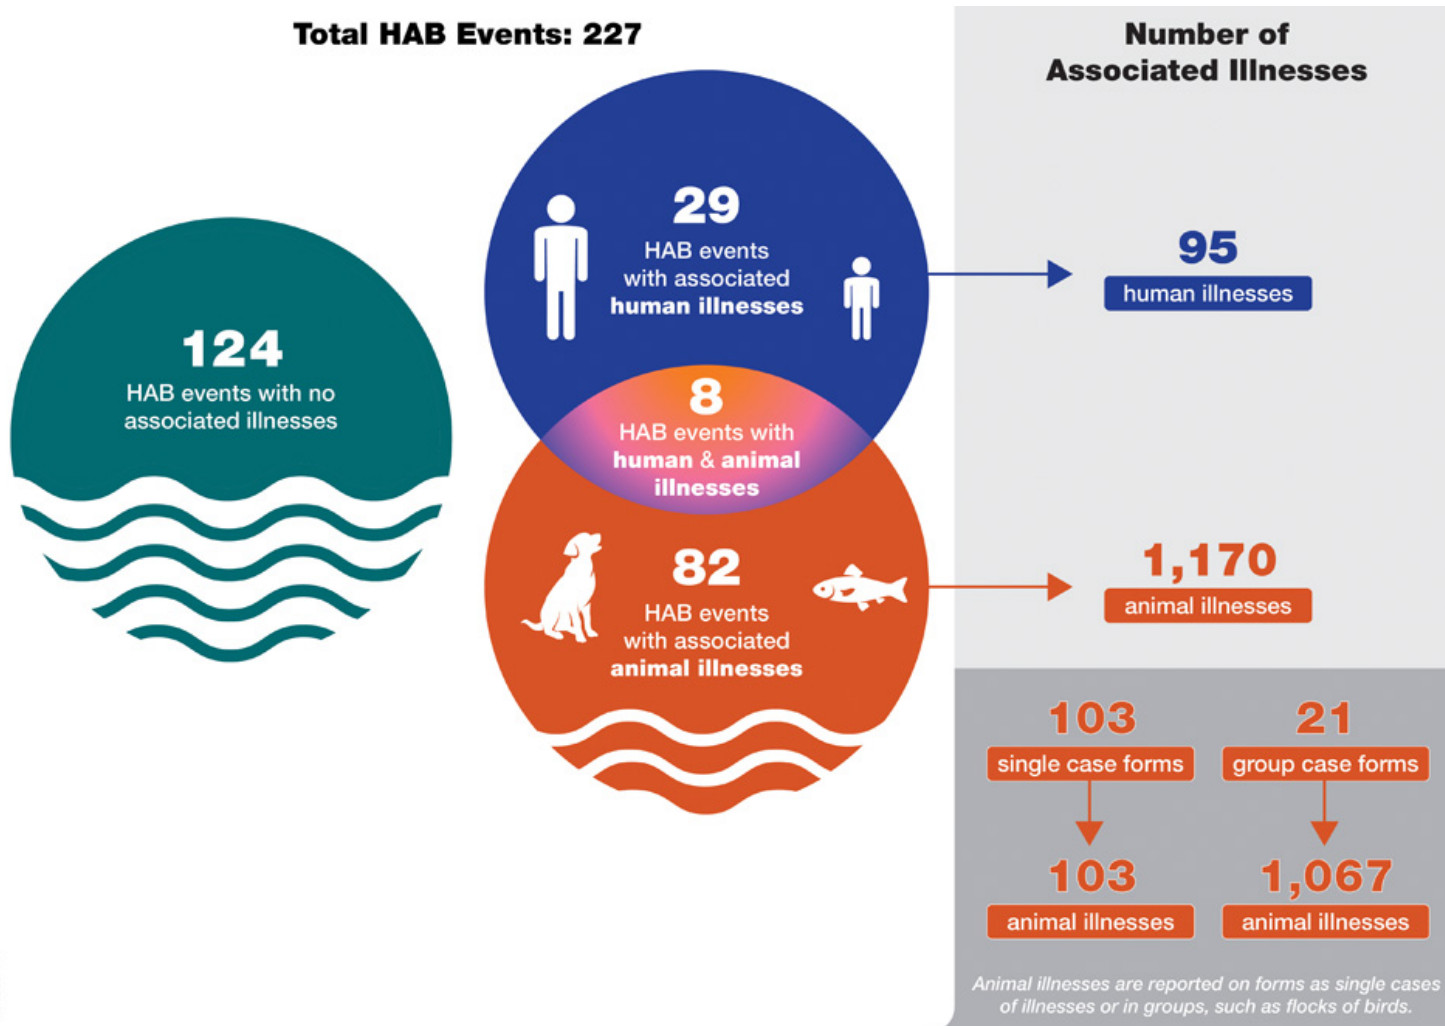 Total HAB Events: 227
124
HAB events with no
associated illnesses
29
HAB events
with associated
human illnesses
8
HAB events with
human & animal
illnesses
82
HAB events
with associated
animal illnesses
Number of
Associated Illnesses
95
human illnesses
1,170
animal illnesses
103
single case forms
103
animal illnesses
21
group case forms
1,067
animal illnesses
Animal illnesses are reported on forms as single cases
of illnesses or in groups, such as flocks of birds.